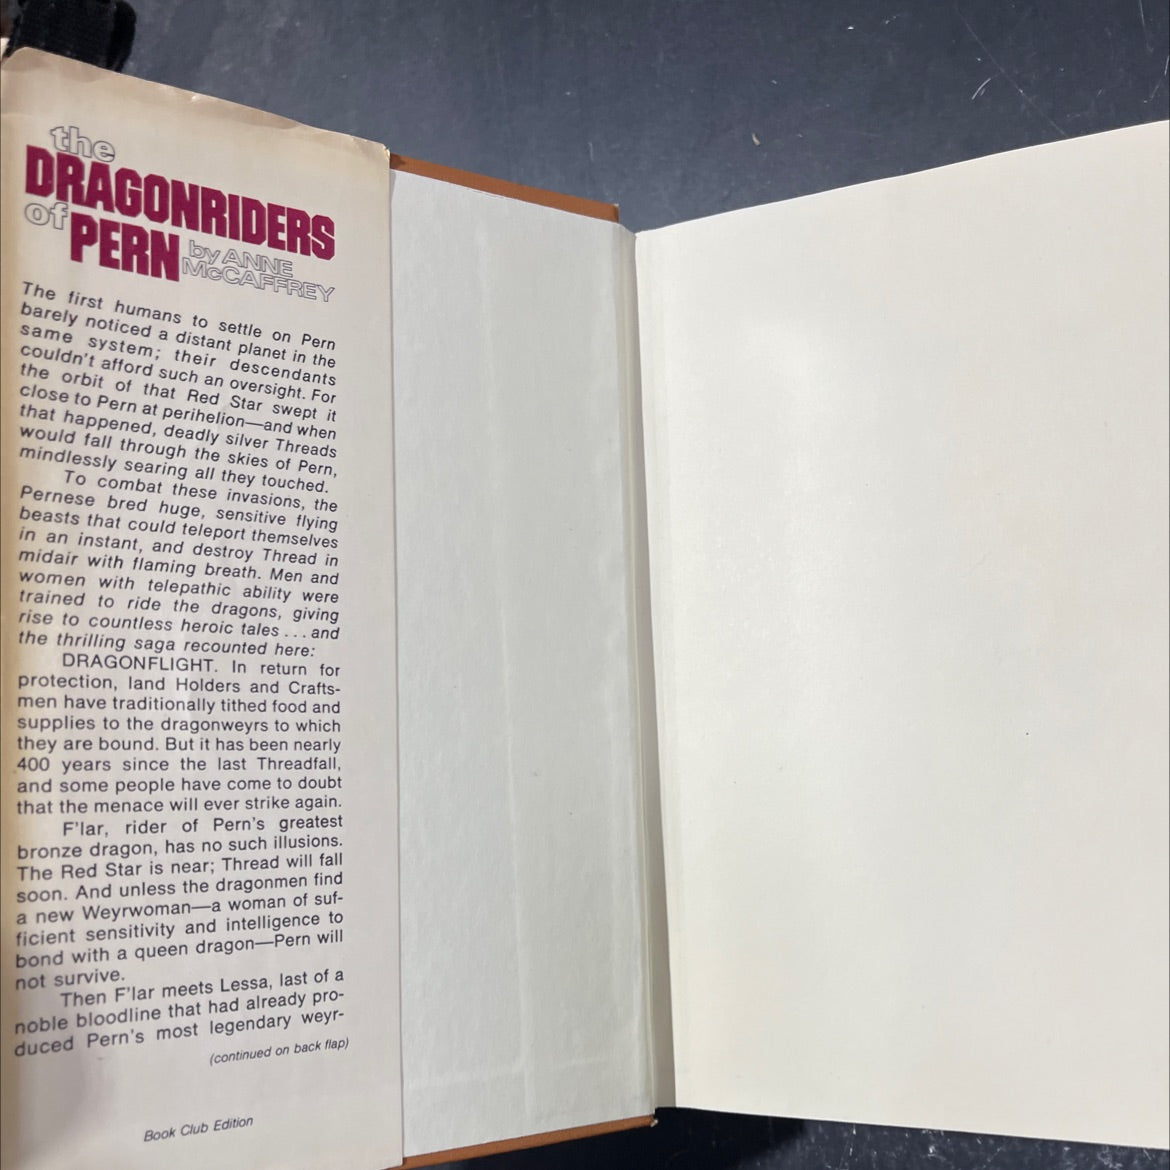 the
DRAGONRIDERS
of PERN by ANNE
McCAFFREY
The first humans to settle on Pern
barely noticed a distant planet in the
same system; their descendants
couldn't afford such an oversight. For
the orbit of that Red Star swept it
close to Pern at perihelion—and when
that happened, deadly silver Threads
would fall through the skies of Pern,
mindlessly searing all they touched.
To combat these invasions, the
Pernese bred huge, sensitive flying
beasts that could teleport themselves
in an instant, and destroy Thread in
midair with flaming breath. Men and
women with telepathic ability were
trained to ride the dragons, giving
rise to countless heroic tales . . . and
the thrilling saga recounted here:
DRAGONFLIGHT. In return for
protection, land Holders and Crafts-
men have traditionally tithed food and
supplies to the dragonweyrs to which
they are bound. But it has been nearly
400 years since the last Threadfall,
and some people have come to doubt
that the menace will ever strike again.
F'lar, rider of Pern's greatest
bronze dragon, has no such illusions.
The Red Star is near; Thread will fall
soon. And unless the dragonmen find
a new Weyrwoman—a woman of suf-
ficient sensitivity and intelligence to
bond with a queen dragon—Pern will
not survive.
Then F'lar meets Lessa, last of a
noble bloodline that had already pro-
duced Pern's most legendary weyr-
(continued on back flap)
Book Club Edition